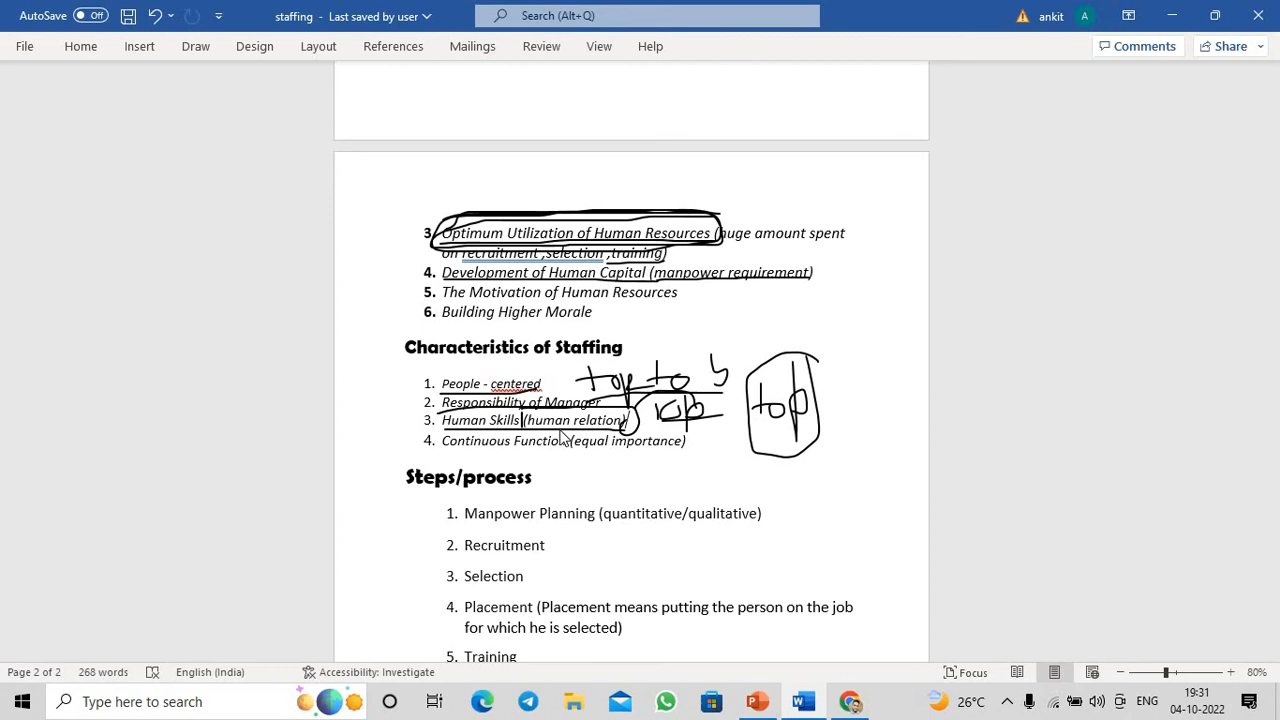 AutoSave Off staffing - Last saved by user Search (Alt+Q) ankit A
File Home Insert Draw Design Layout References Mailings Review View Help Comments Share
3. Optimum Utilization of Human Resources (huge amount spent
on recruitment ,selection ,training)
4. Development of Human Capital (manpower requirement)
5. The Motivation of Human Resources
6. Building Higher Morale
Characteristics of Staffing
1. People - centered
top to b
2. Responsibility of Manager
top
3. Human Skills (human relation)
4. Continuous Function (equal importance)
Steps/process
1. Manpower Planning (quantitative/qualitative)
2. Recruitment
3. Selection
4. Placement (Placement means putting the person on the job
for which he is selected)
5. Training
Page 2 of 2 268 words English (India) Accessibility: Investigate Focus 80%
Type here to search 26°C ENG 19:31
04-10-2022